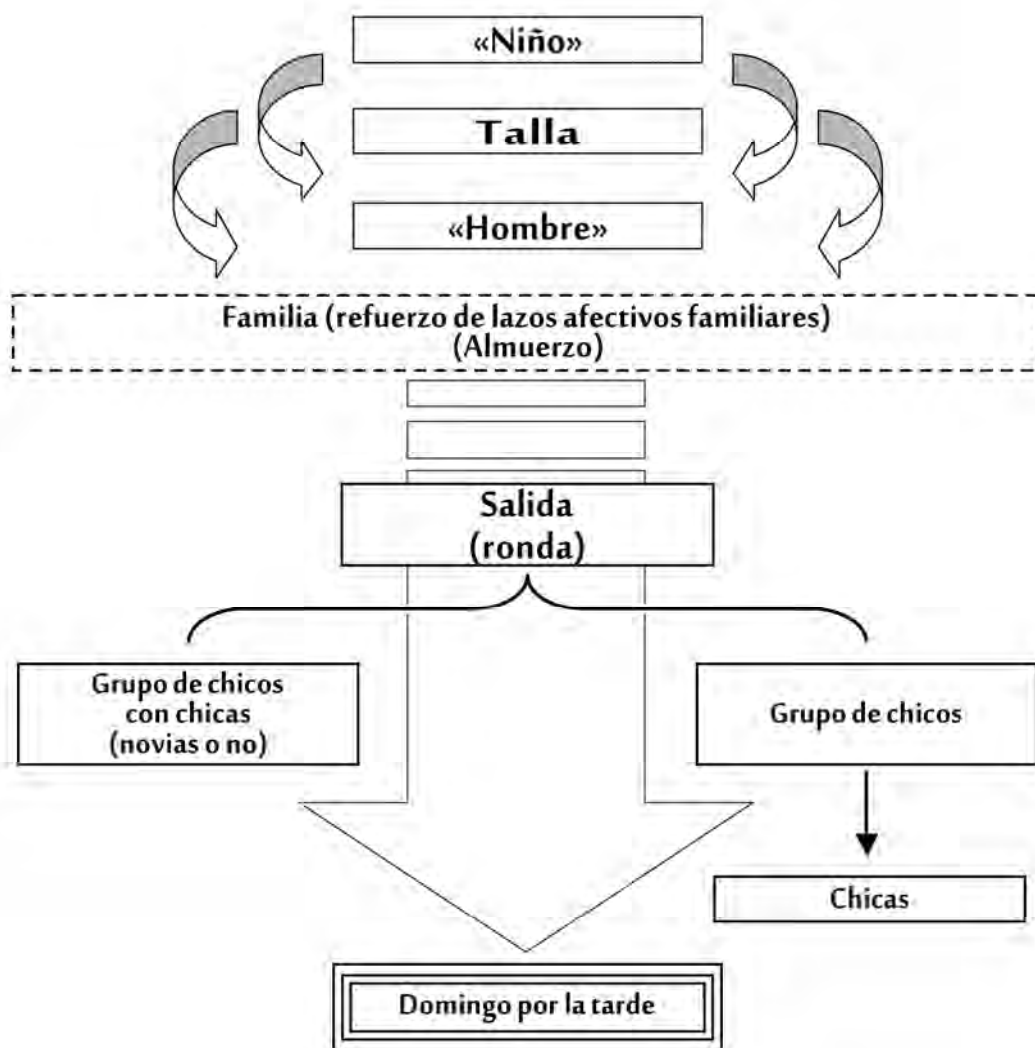 «Niño»
Talla
«Hombre»
Familia (refuerzo de lazos afectivos familiares)
(Almuerzo)
Salida
(ronda)
Grupo de chicos
con chicas
(novias o no)
Grupo de chicos
Chicas
Domingo por la tarde